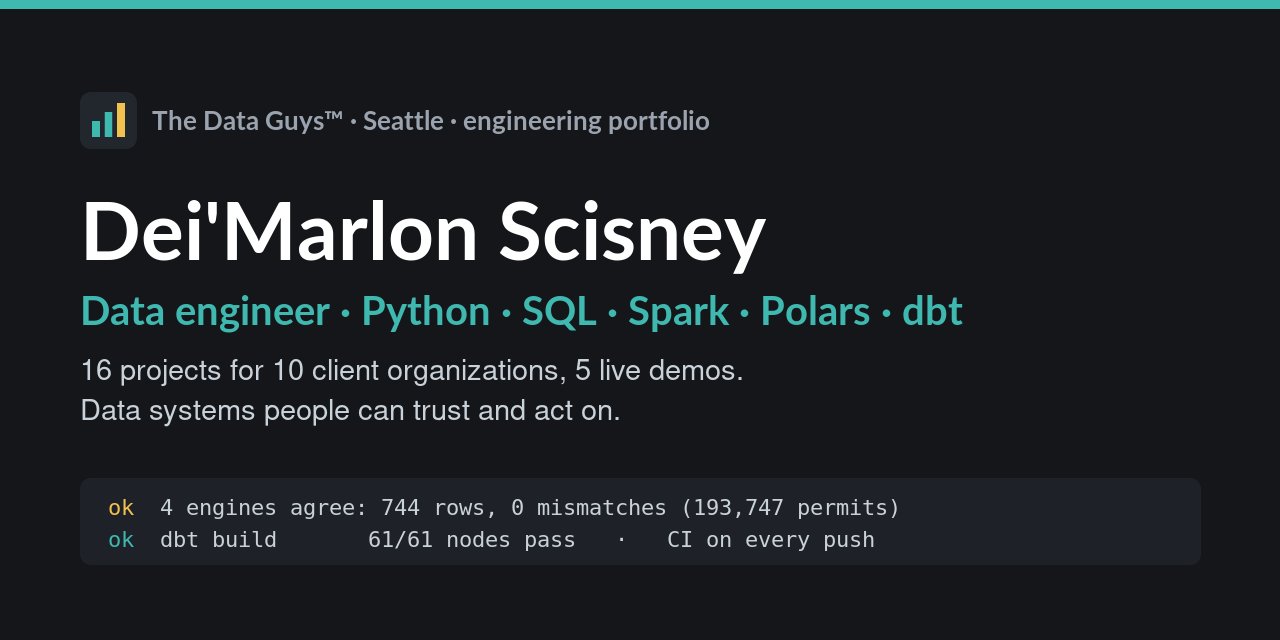 The Data Guys™ · Seattle · engineering portfolio
Dei'Marlon Scisney
Data engineer · Python · SQL · Spark · Polars · dbt
16 projects for 10 client organizations, 5 live demos.
Data systems people can trust and act on.
ok  4 engines agree: 744 rows, 0 mismatches (193,747 permits)
ok  dbt build       61/61 nodes pass   ·   CI on every push